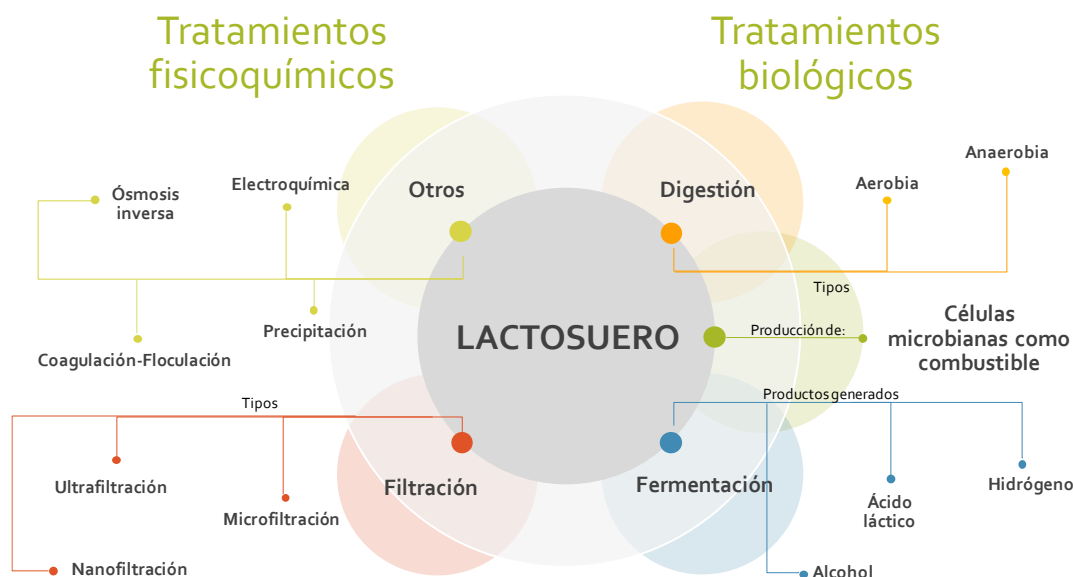 Tratamientos
fisicoquímicos
Tratamientos
biológicos
Anaerobia
Aerobia
Electroquímica
Ósmosis
inversa
Otros
Digestión
Tipos
Precipitación
Coagulación-Floculación
LACTOSUERO
Producción de:
Células
microbianas como
combustible
Tipos
Productos generados
Ultrafiltración
Microfiltración
Nanofiltración
Filtración
Fermentación
Ácido
láctico
Hidrógeno
Alcohol